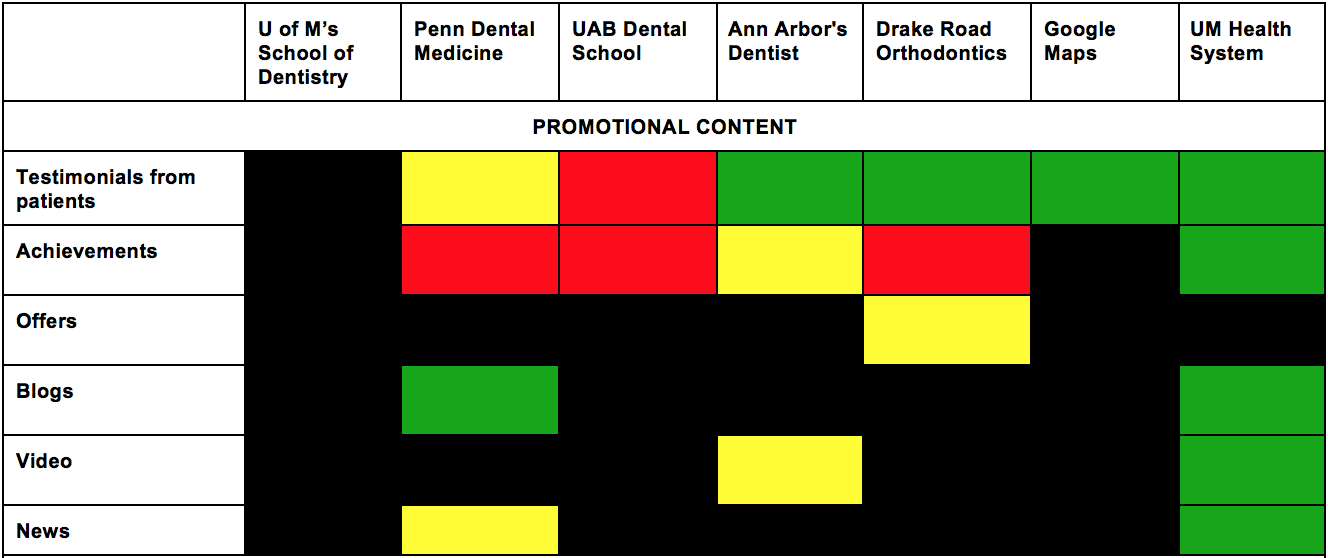 U of M’s School of Dentistry
Penn Dental Medicine
UAB Dental School
Ann Arbor's Dentist
Drake Road Orthodontics
Google Maps
UM Health System
PROMOTIONAL CONTENT
Testimonials from patients
Achievements
Offers
Blogs
Video
News